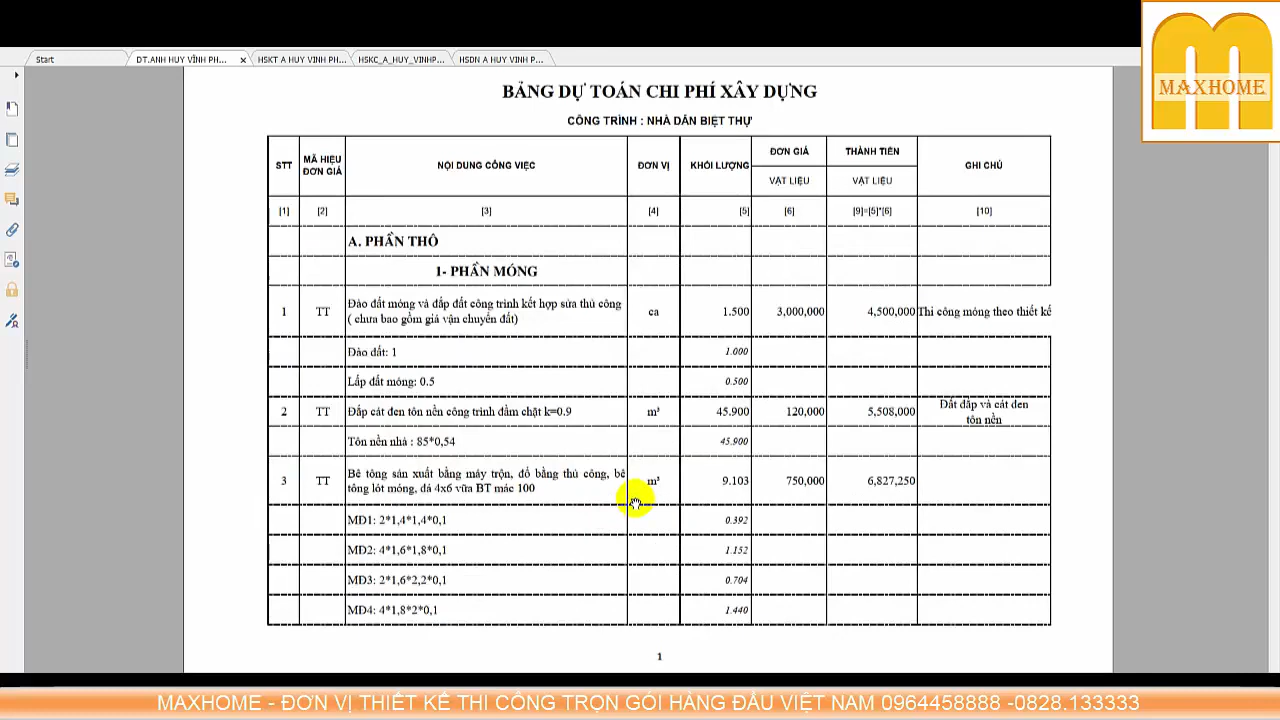 MAXHOME
Start
DT.ANH HUY VĨNH PH...
HSKT A HUY VINH PH...
HSKC_A_HUY_VINHP...
HSDN A HUY VINH P...
BẢNG DỰ TOÁN CHI PHÍ XÂY DỰNG
CÔNG TRÌNH : NHÀ DÂN BIỆT THỰ
STT
MÃ HIỆU
ĐƠN GIÁ
NỘI DUNG CÔNG VIỆC
ĐƠN VỊ
KHỐI LƯỢNG
ĐƠN GIÁ
THÀNH TIỀN
GHI CHÚ
VẬT LIỆU
VẬT LIỆU
[1] [2] [3] [4] [5] [6] [9]=[5]*[6] [10]
A. PHẦN THÔ
I- PHẦN MÓNG
1 TT Đào đất móng và đắp đất công trình kết hợp sửa thủ công
( chưa bao gồm giá vận chuyển đất)
ca 1.500 3,000,000 4,500,000 Thi công móng theo thiết kế
Đào đất: 1 1.000
Lấp đất móng: 0.5 0.500
2 TT Đắp cát đen tôn nền công trình đầm chặt k=0.9 m³ 45.900 120,000 5,508,000 Đất đắp và cát đen
tôn nền
Tôn nền nhà : 85*0,54 45.900
3 TT Bê tông sản xuất bằng máy trộn, đổ bằng thủ công, bê
tông lót móng, đá 4x6 vữa BT mác 100
m³ 9.103 750,000 6,827,250
MĐ1: 2*1,4*1,4*0,1 0.392
MĐ2: 4*1,6*1,8*0,1 1.152
MĐ3: 2*1,6*2,2*0,1 0.704
MĐ4: 4*1,8*2*0,1 1.440
1
MAXHOME - ĐƠN VỊ THIẾT KẾ THI CÔNG TRỌN GÓI HÀNG ĐẦU VIỆT NAM 0964458888 -0828.133333